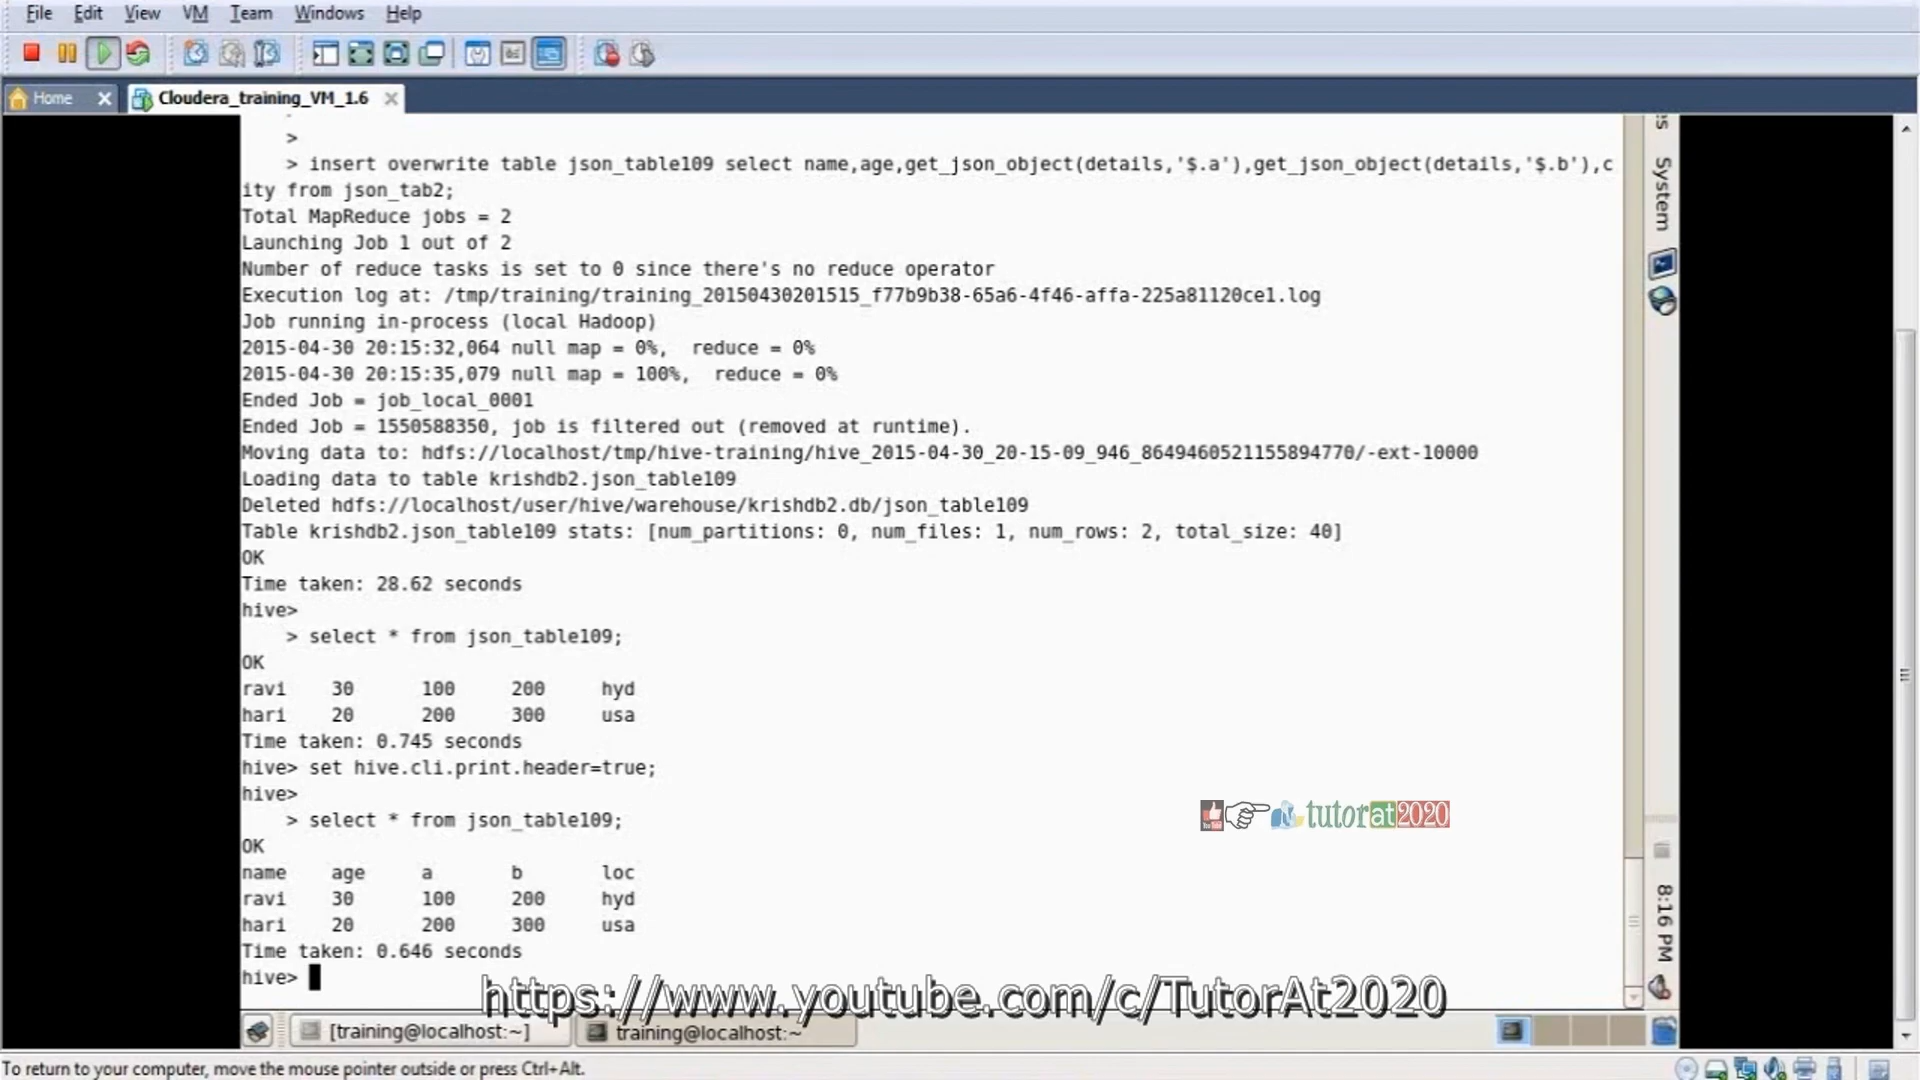 File Edit View VM Team Windows Help
Home Cloudera_training_VM_1.6
>
> insert overwrite table json_table109 select name,age,get_json_object(details,'$.a'),get_json_object(details,'$.b'),c
ity from json_tab2;
Total MapReduce jobs = 2
Launching Job 1 out of 2
Number of reduce tasks is set to 0 since there's no reduce operator
Execution log at: /tmp/training/training_20150430201515_f77b9b38-65a6-4f46-affa-225a81120ce1.log
Job running in-process (local Hadoop)
2015-04-30 20:15:32,064 null map = 0%,  reduce = 0%
2015-04-30 20:15:35,079 null map = 100%,  reduce = 0%
Ended Job = job_local_0001
Ended Job = 1550588350, job is filtered out (removed at runtime).
Moving data to: hdfs://localhost/tmp/hive-training/hive_2015-04-30_20-15-09_946_8649460521155894770/-ext-10000
Loading data to table krishdb2.json_table109
Deleted hdfs://localhost/user/hive/warehouse/krishdb2.db/json_table109
Table krishdb2.json_table109 stats: [num_partitions: 0, num_files: 1, num_rows: 2, total_size: 40]
OK
Time taken: 28.62 seconds
hive>
> select * from json_table109;
OK
ravi 30 100 200 hyd
hari 20 200 300 usa
Time taken: 0.745 seconds
hive> set hive.cli.print.header=true;
hive>
> select * from json_table109;
OK
name age a b loc
ravi 30 100 200 hyd
hari 20 200 300 usa
Time taken: 0.646 seconds
hive>
System
8:16 PM
tutorat2020
https://www.youtube.com/c/TutorAt2020
[training@localhost:~] training@localhost:~
To return to your computer, move the mouse pointer outside or press Ctrl+Alt.